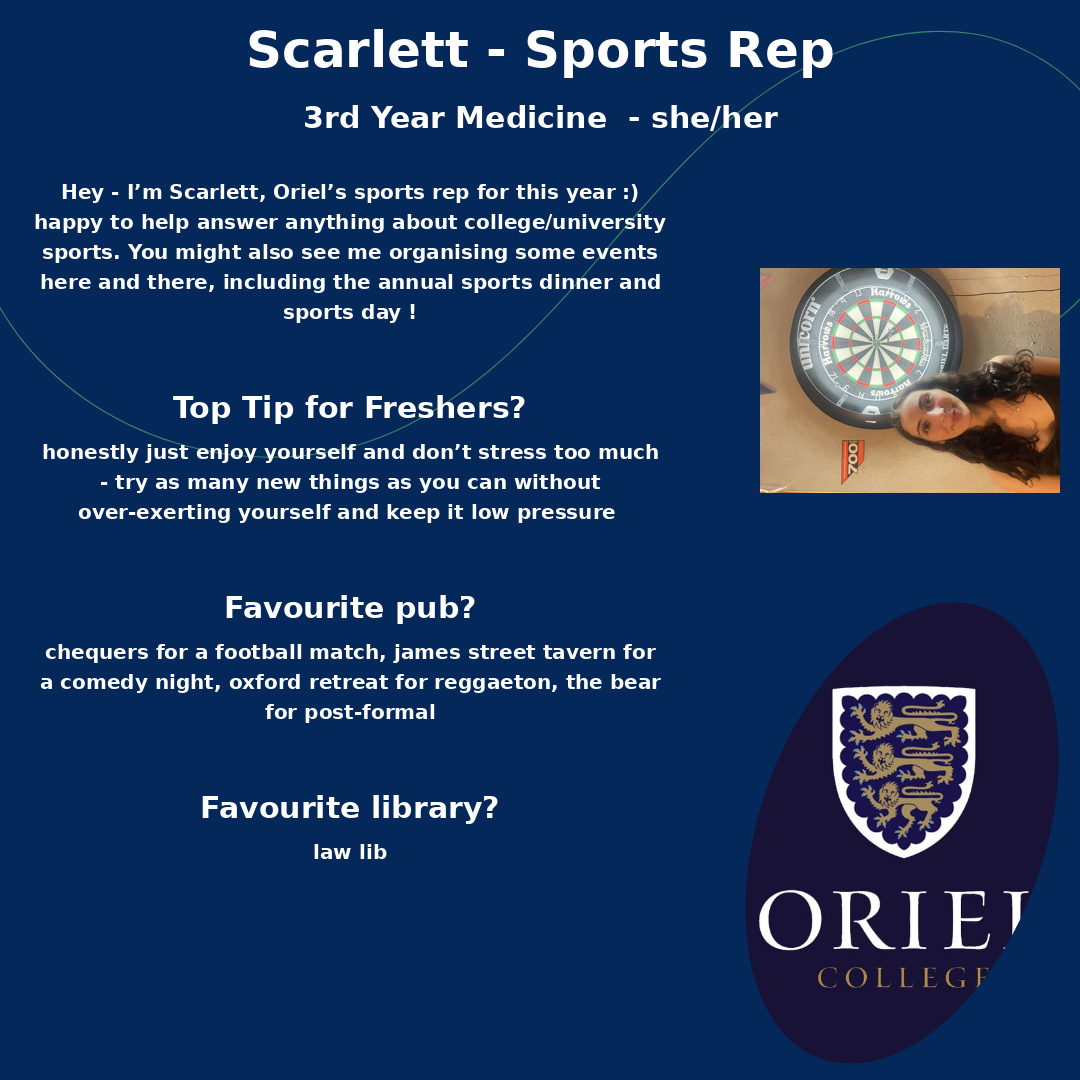 Scarlett - Sports Rep
3rd Year Medicine  - she/her
Hey - I’m Scarlett, Oriel’s sports rep for this year :)
happy to help answer anything about college/university
sports. You might also see me organising some events
here and there, including the annual sports dinner and
sports day !
Top Tip for Freshers?
honestly just enjoy yourself and don’t stress too much
- try as many new things as you can without
over-exerting yourself and keep it low pressure
Favourite pub?
chequers for a football match, james street tavern for
a comedy night, oxford retreat for reggaeton, the bear
for post-formal
Favourite library?
law lib
unicorn
Harrows
Harrows
Harrows
700
ORIEL
COLLEGE